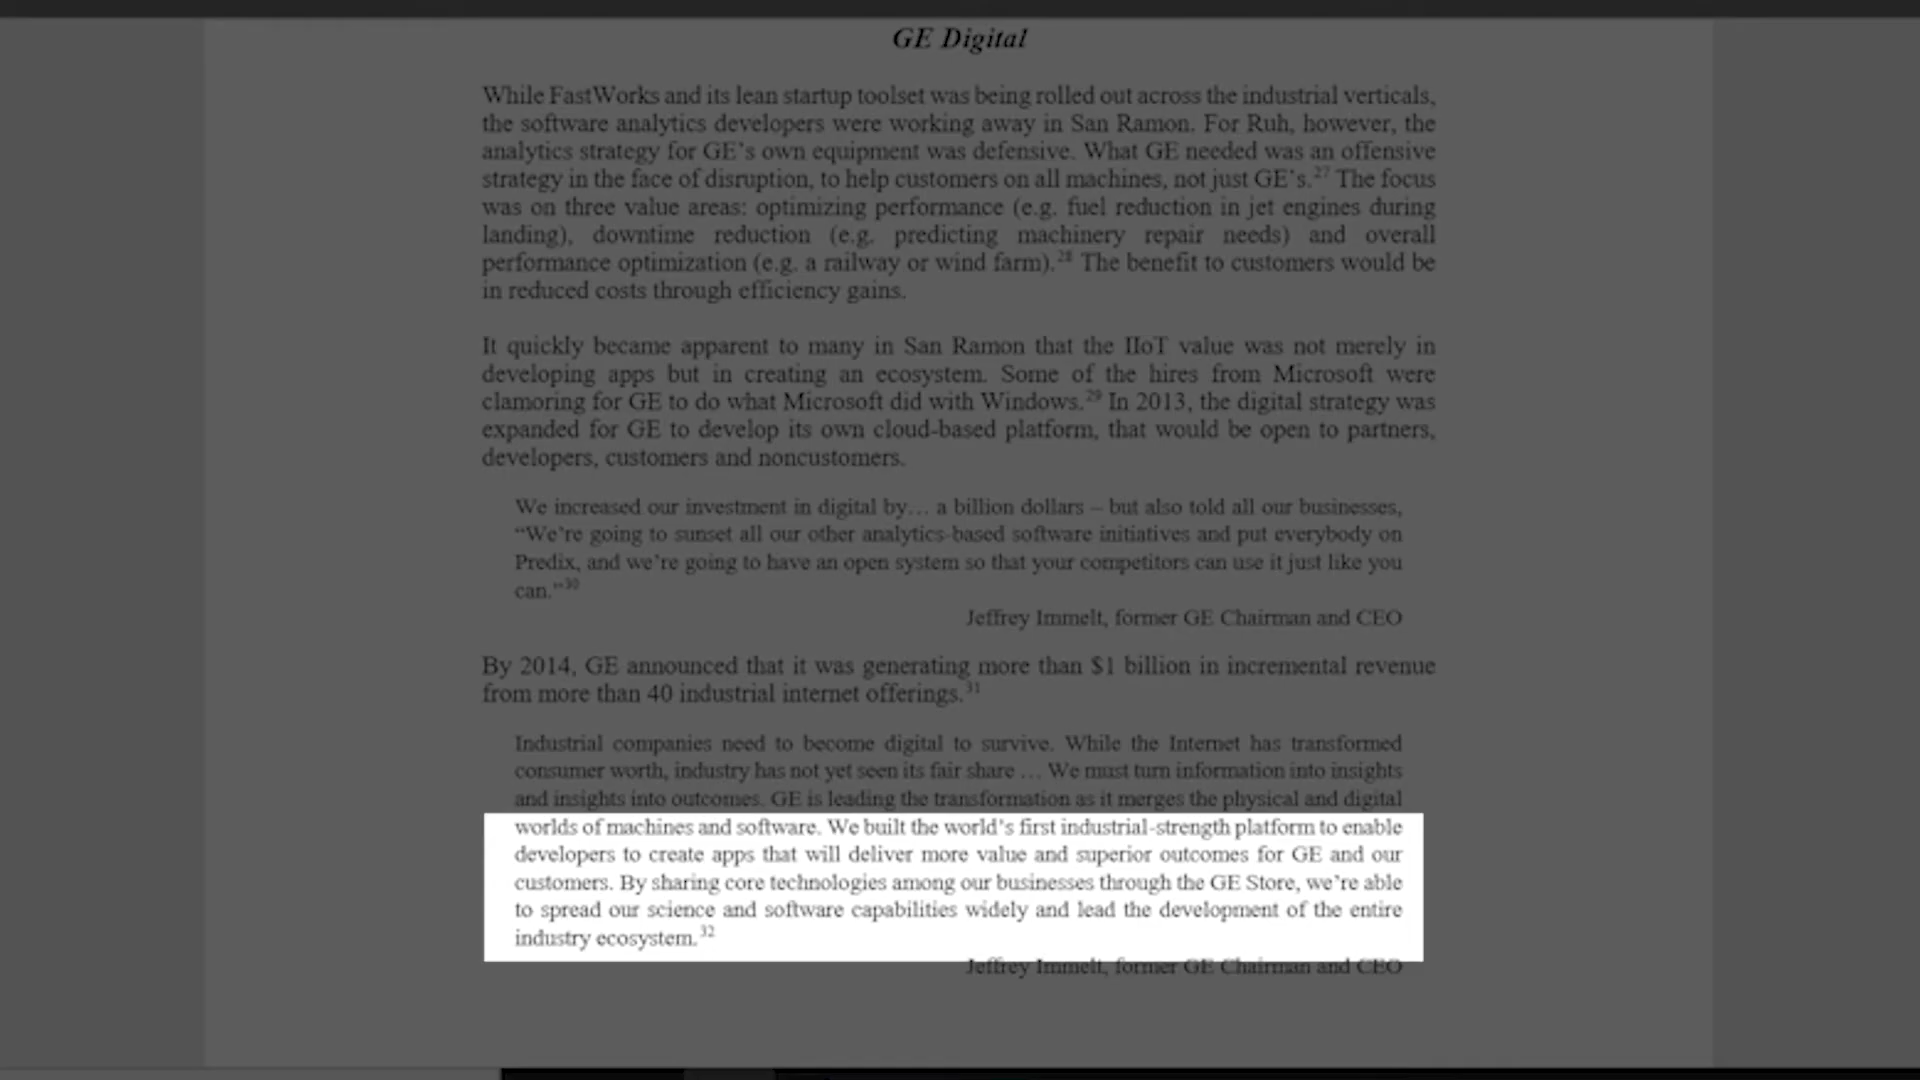 GE Digital
While FastWorks and its lean startup toolset was being rolled out across the industrial verticals,
the software analytics developers were working away in San Ramon. For Ruh, however, the
analytics strategy for GE's own equipment was defensive. What GE needed was an offensive
strategy in the face of disruption, to help customers on all machines, not just GE's.27 The focus
was on three value areas: optimizing performance (e.g. fuel reduction in jet engines during
landing), downtime reduction (e.g. predicting machinery repair needs) and overall
performance optimization (e.g. a railway or wind farm).28 The benefit to customers would be
in reduced costs through efficiency gains.
It quickly became apparent to many in San Ramon that the IIoT value was not merely in
developing apps but in creating an ecosystem. Some of the hires from Microsoft were
clamoring for GE to do what Microsoft did with Windows.29 In 2013, the digital strategy was
expanded for GE to develop its own cloud-based platform, that would be open to partners,
developers, customers and noncustomers.
We increased our investment in digital by… a billion dollars – but also told all our businesses,
“We're going to sunset all our other analytics-based software initiatives and put everybody on
Predix, and we're going to have an open system so that your competitors can use it just like you
can.”30
Jeffrey Immelt, former GE Chairman and CEO
By 2014, GE announced that it was generating more than $1 billion in incremental revenue
from more than 40 industrial internet offerings.31
Industrial companies need to become digital to survive. While the Internet has transformed
consumer worth, industry has not yet seen its fair share … We must turn information into insights
and insights into outcomes. GE is leading the transformation as it merges the physical and digital
worlds of machines and software. We built the world's first industrial-strength platform to enable
developers to create apps that will deliver more value and superior outcomes for GE and our
customers. By sharing core technologies among our businesses through the GE Store, we're able
to spread our science and software capabilities widely and lead the development of the entire
industry ecosystem.32
Jeffrey Immelt, former GE Chairman and CEO